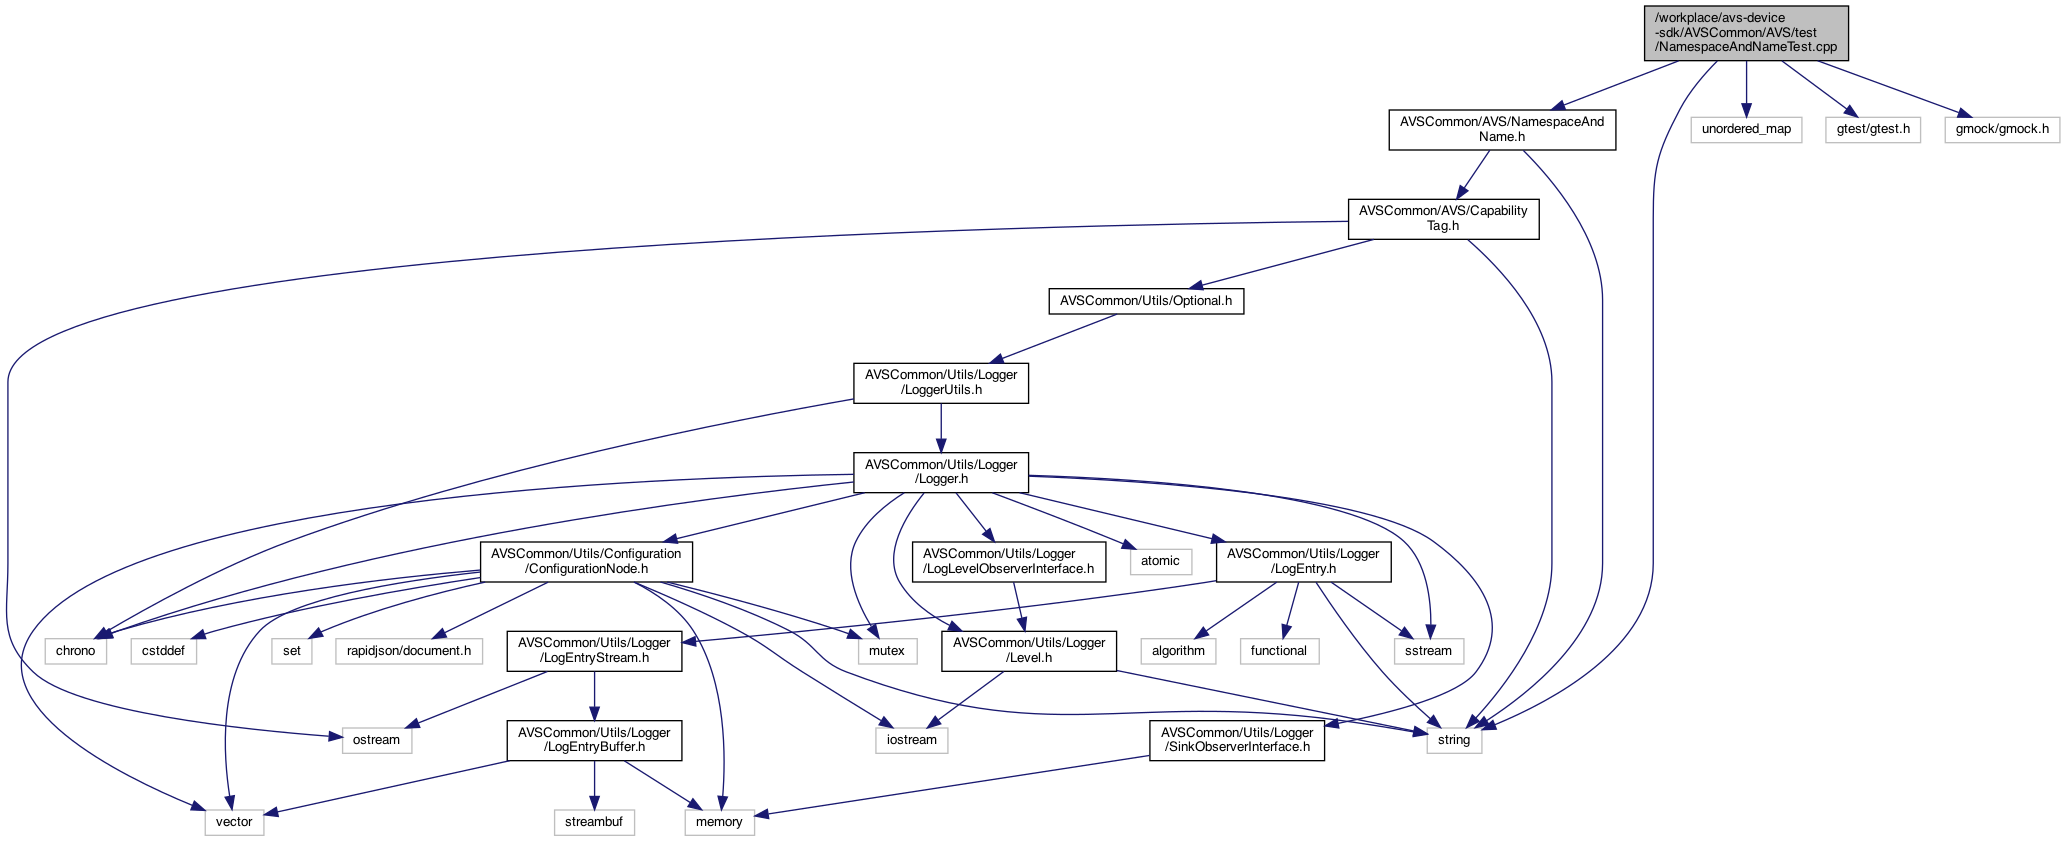 /workplace/avs-device
-sdk/AVSCommon/AVS/test
/NamespaceAndNameTest.cpp
AVSCommon/AVS/NamespaceAnd
Name.h
unordered_map
gtest/gtest.h
gmock/gmock.h
AVSCommon/AVS/Capability
Tag.h
AVSCommon/Utils/Optional.h
AVSCommon/Utils/Logger
/LoggerUtils.h
AVSCommon/Utils/Logger
/Logger.h
AVSCommon/Utils/Configuration
/ConfigurationNode.h
AVSCommon/Utils/Logger
/LogLevelObserverInterface.h
atomic
AVSCommon/Utils/Logger
/LogEntry.h
chrono
cstddef
set
rapidjson/document.h
AVSCommon/Utils/Logger
/LogEntryStream.h
mutex
AVSCommon/Utils/Logger
/Level.h
algorithm
functional
sstream
ostream
AVSCommon/Utils/Logger
/LogEntryBuffer.h
iostream
AVSCommon/Utils/Logger
/SinkObserverInterface.h
string
vector
streambuf
memory